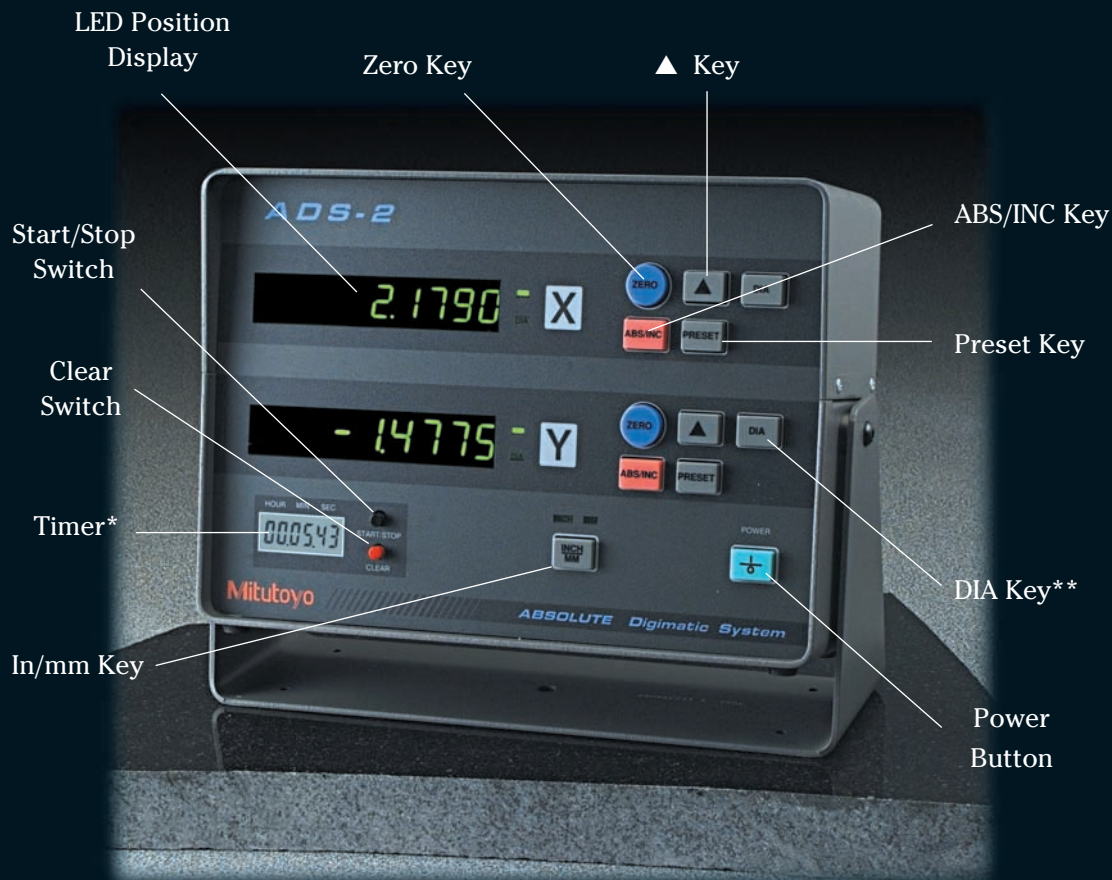 LED Position
Display
Zero Key
▲ Key
ABS/INC Key
Start/Stop
Switch
Preset Key
Clear
Switch
Timer*
DIA Key**
In/mm Key
Power
Button
ADS-2
2.1790
DIA
X
ZERO
▲
DIA
ABS/INC
PRESET
-1.4775
DIA
Y
ZERO
▲
DIA
ABS/INC
PRESET
HOUR MIN SEC
00.05.43
START/STOP
CLEAR
INCH MM
INCH
MM
POWER
Mitutoyo
ABSOLUTE Digimatic System